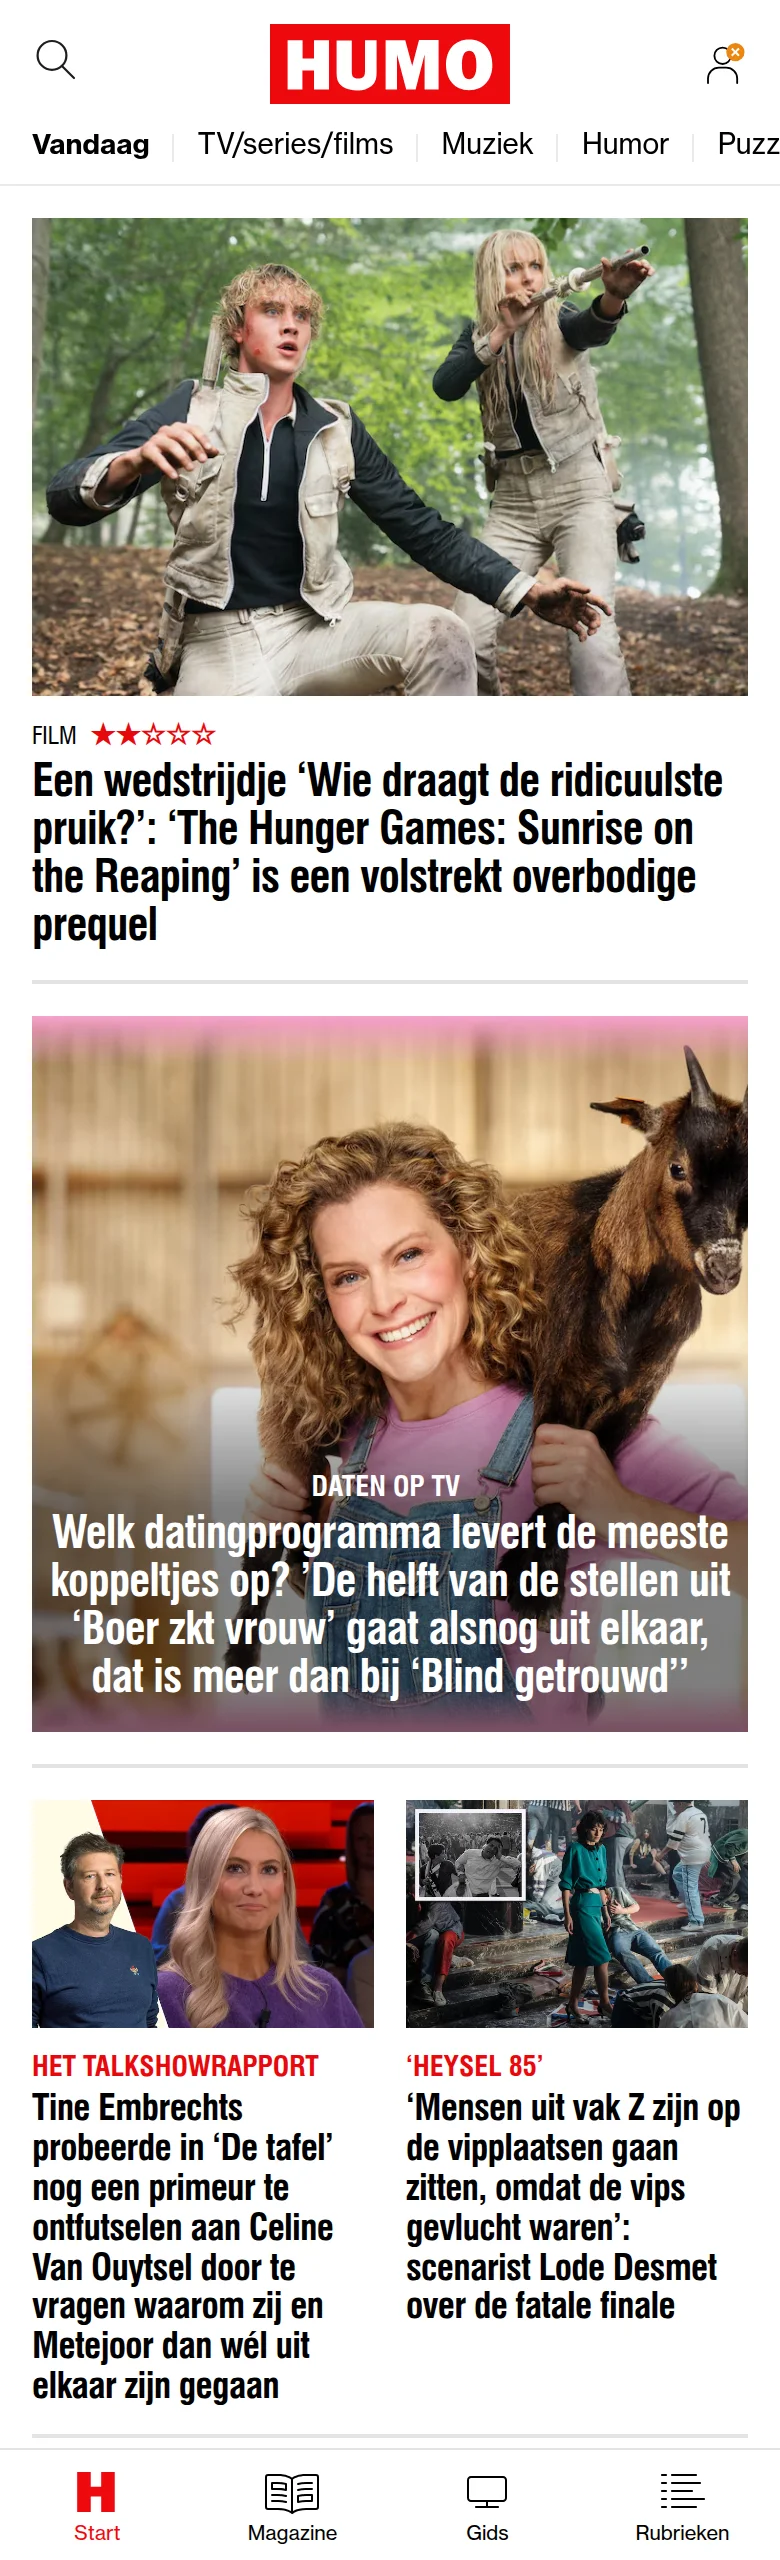 HUMO
Vandaag
TV/series/films
Muziek
Humor
Puzz
FILM ★★☆☆☆
Een wedstrijdje ‘Wie draagt de ridicuulste
pruik?’: ‘The Hunger Games: Sunrise on
the Reaping’ is een volstrekt overbodige
prequel
DATEN OP TV
Welk datingprogramma levert de meeste
koppeltjes op? ’De helft van de stellen uit
‘Boer zkt vrouw’ gaat alsnog uit elkaar,
dat is meer dan bij ‘Blind getrouwd’’
HET TALKSHOWRAPPORT
Tine Embrechts
probeerde in ‘De tafel’
nog een primeur te
ontfutselen aan Celine
Van Ouytsel door te
vragen waarom zij en
Metejoor dan wél uit
elkaar zijn gegaan
‘HEYSEL 85’
‘Mensen uit vak Z zijn op
de vipplaatsen gaan
zitten, omdat de vips
gevlucht waren’:
scenarist Lode Desmet
over de fatale finale
H
Start
Magazine
Gids
Rubrieken